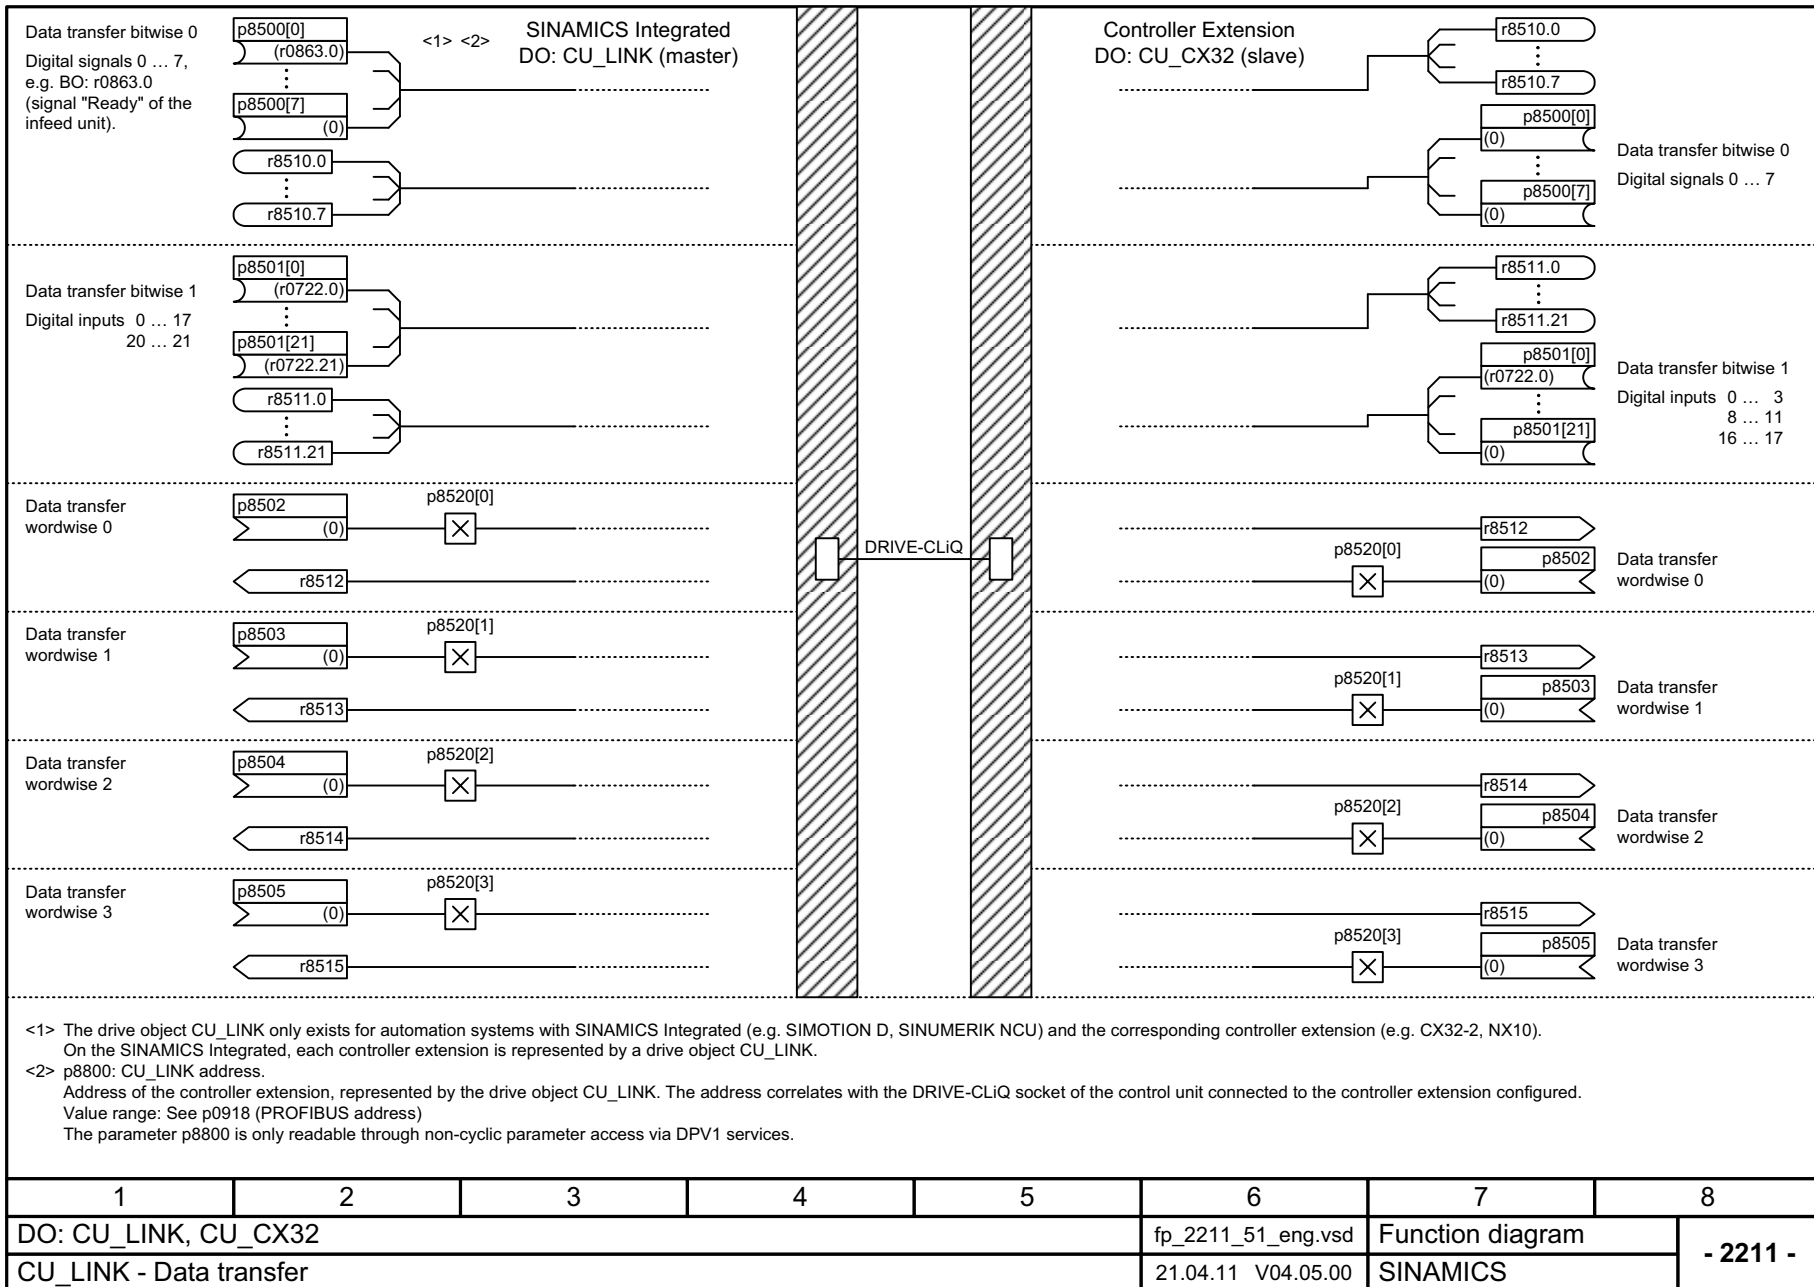 Data transfer bitwise 0
Digital signals 0 … 7,
e.g. BO: r0863.0
(signal "Ready" of the
infeed unit).
p8500[0]
(r0863.0)
p8500[7]
(0)
r8510.0
r8510.7
<1> <2>
SINAMICS Integrated
DO: CU_LINK (master)
Controller Extension
DO: CU_CX32 (slave)
r8510.0
r8510.7
p8500[0]
(0)
p8500[7]
(0)
Data transfer bitwise 0
Digital signals 0 … 7
Data transfer bitwise 1
Digital inputs 0 … 17
20 … 21
p8501[0]
(r0722.0)
p8501[21]
(r0722.21)
r8511.0
r8511.21
r8511.0
r8511.21
p8501[0]
(r0722.0)
p8501[21]
(0)
Data transfer bitwise 1
Digital inputs 0 … 3
8 … 11
16 … 17
Data transfer
wordwise 0
p8502
(0)
p8520[0]
r8512
DRIVE-CLiQ
r8512
p8520[0]
p8502
(0)
Data transfer
wordwise 0
Data transfer
wordwise 1
p8503
(0)
p8520[1]
r8513
r8513
p8520[1]
p8503
(0)
Data transfer
wordwise 1
Data transfer
wordwise 2
p8504
(0)
p8520[2]
r8514
r8514
p8520[2]
p8504
(0)
Data transfer
wordwise 2
Data transfer
wordwise 3
p8505
(0)
p8520[3]
r8515
r8515
p8520[3]
p8505
(0)
Data transfer
wordwise 3
<1> The drive object CU_LINK only exists for automation systems with SINAMICS Integrated (e.g. SIMOTION D, SINUMERIK NCU) and the corresponding controller extension (e.g. CX32-2, NX10).
On the SINAMICS Integrated, each controller extension is represented by a drive object CU_LINK.
<2> p8800: CU_LINK address.
Address of the controller extension, represented by the drive object CU_LINK. The address correlates with the DRIVE-CLiQ socket of the control unit connected to the controller extension configured.
Value range: See p0918 (PROFIBUS address)
The parameter p8800 is only readable through non-cyclic parameter access via DPV1 services.
1 2 3 4 5 6 7 8
DO: CU_LINK, CU_CX32
fp_2211_51_eng.vsd
Function diagram
- 2211 -
CU_LINK - Data transfer
21.04.11 V04.05.00
SINAMICS